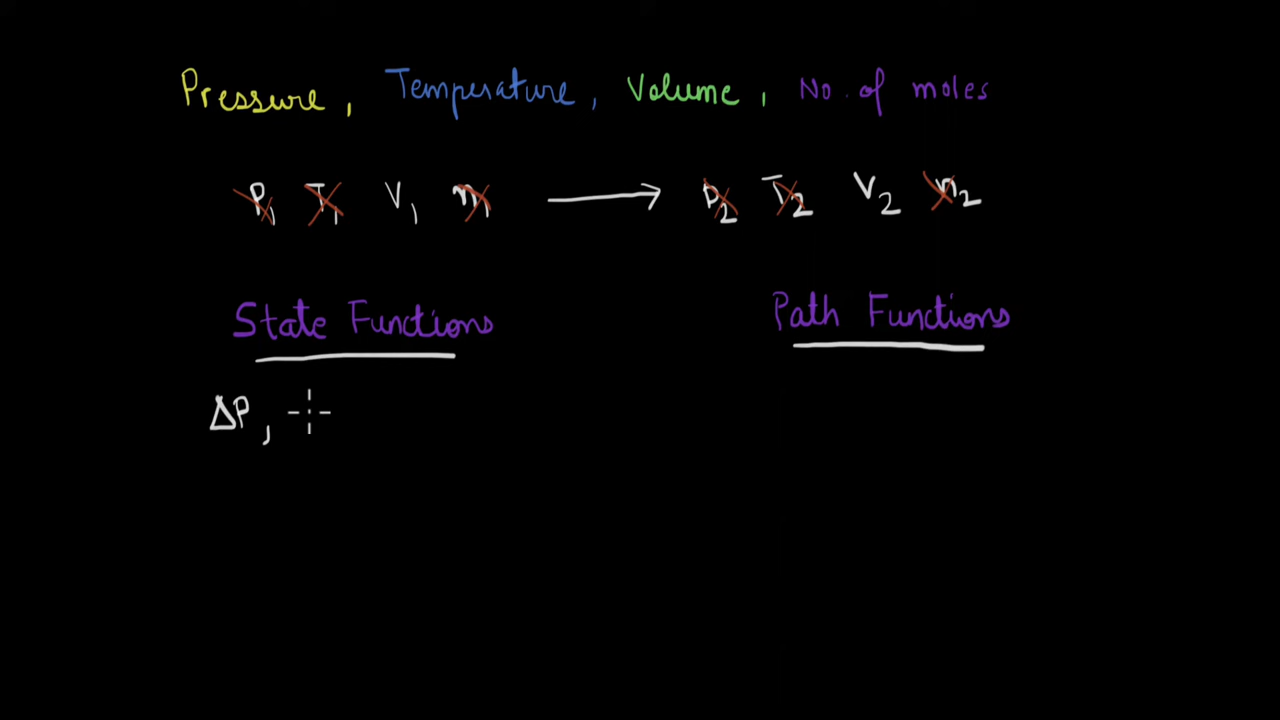 Pressure, Temperature, Volume, No. of moles
P₁ T₁ V₁ n₁ → P₂ T₂ V₂ n₂
State Functions Path Functions
ΔP,